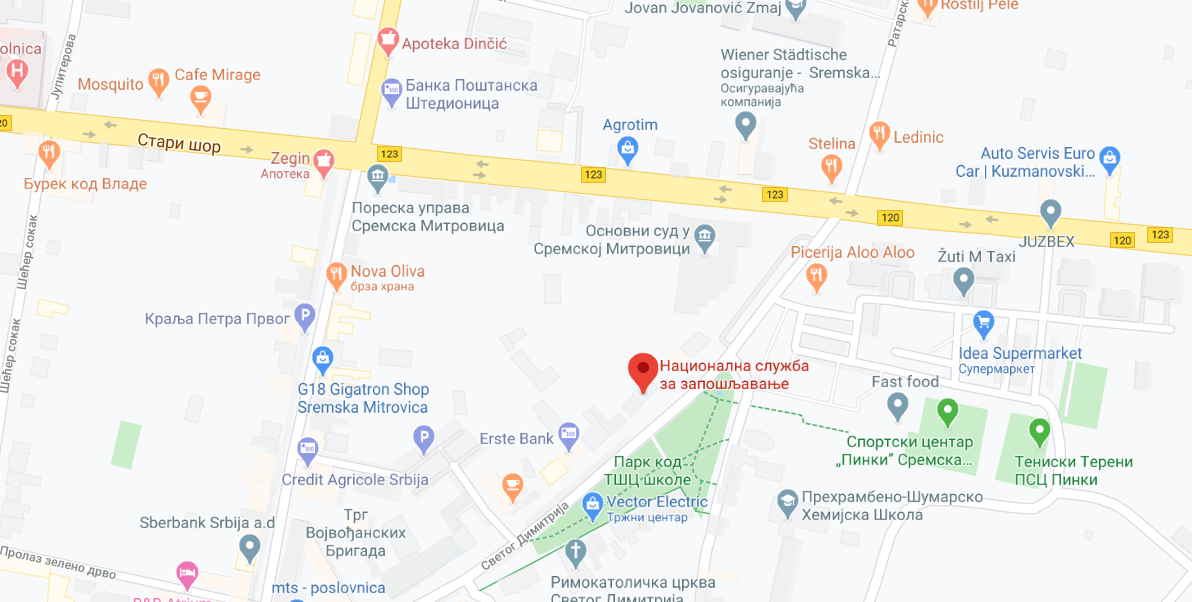 Jovan Jovanović Zmaj
Rostilj Pele
Ратарска
olnica
H
Јупитерова
Apoteka Dinčić
Mosquito
Cafe Mirage
Банка Поштанска
Штедионица
Wiener Städtische
osiguranje - Sremska...
Осигуравајућа
компанија
20
Стари шор
Agrotim
Stelina
Ledinic
Auto Servis Euro
Car | Kuzmanovski...
Zegin
Апотека
123
123
123
120
120
123
Бурек код Владе
Пореска управа
Сремска Митровица
Основни суд у
Сремској Митровици
JUZBEX
Picerija Aloo Aloo
Žuti M Taxi
Шећер сокак
Nova Oliva
брза храна
Краља Петра Првог
P
Шећер сокак
Idea Supermarket
Супермаркет
Национална служба
за запошљавање
G18 Gigatron Shop
Sremska Mitrovica
Fast food
Erste Bank
P
Спортски центар
„Пинки” Сремска...
Тениски Терени
ПСЦ Пинки
Credit Agricole Srbija
Парк код
ТШЦ школе
Vector Electric
Тржни центар
Прехрамбено-Шумарско
Хемијска Школа
Sberbank Srbija a.d
Трг
Војвођанских
Бригада
Светог Димитрија
Пролаз зелено дрво
mts - poslovnica
Римокатоличка црква
Светог Димитрија
B&B Atrium